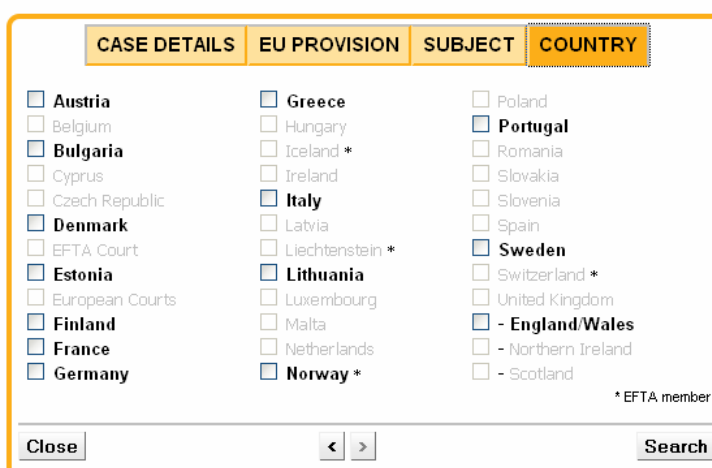 CASE DETAILS EU PROVISION SUBJECT COUNTRY
Austria
Belgium
Bulgaria
Cyprus
Czech Republic
Denmark
EFTA Court
Estonia
European Courts
Finland
France
Germany
Greece
Hungary
Iceland *
Ireland
Italy
Latvia
Liechtenstein *
Lithuania
Luxembourg
Malta
Netherlands
Norway *
Poland
Portugal
Romania
Slovakia
Slovenia
Spain
Sweden
Switzerland *
United Kingdom
- England/Wales
- Northern Ireland
- Scotland
* EFTA member
Close < > Search